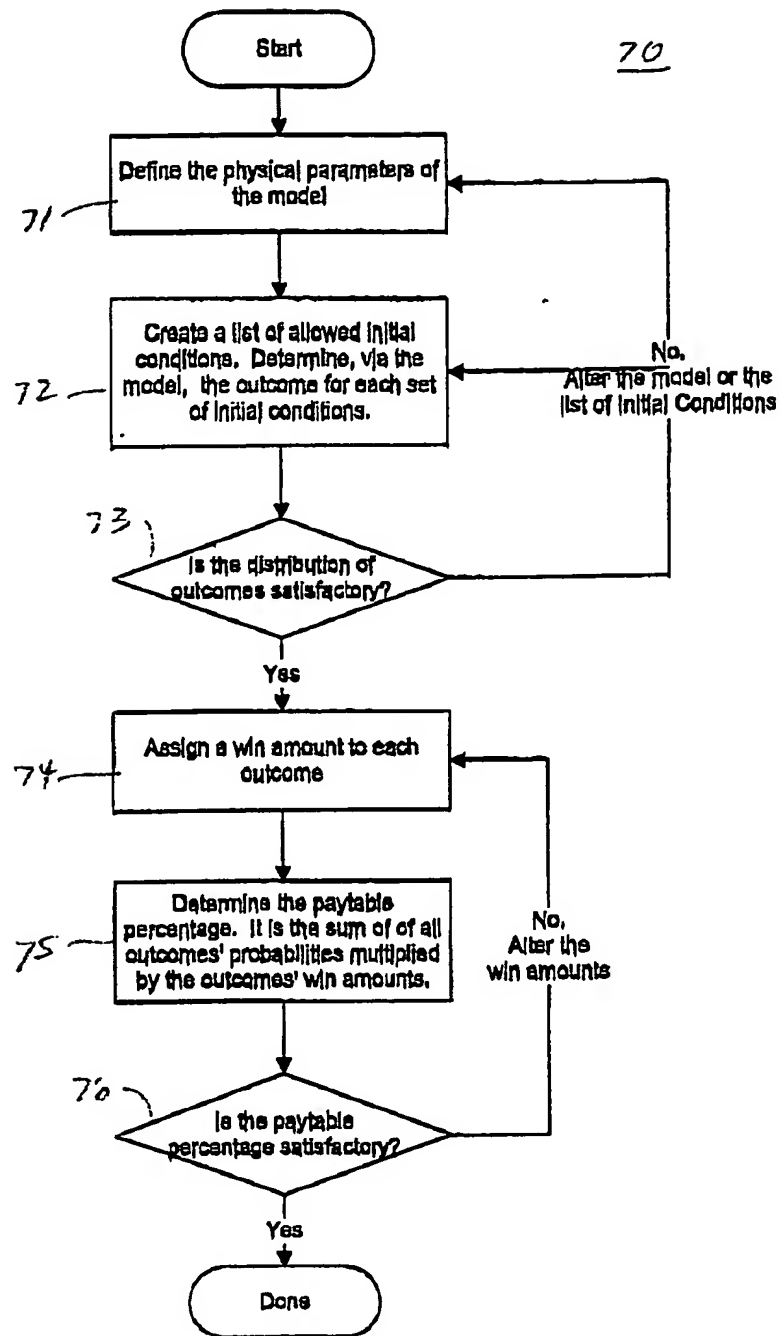 Start
70
Define the physical parameters of
the model
71
Create a list of allowed initial
conditions. Determine, via the
model, the outcome for each set
of initial conditions.
72
No.
Alter the model or the
list of Initial Conditions
73
Is the distribution of
outcomes satisfactory?
Yes
Assign a win amount to each
outcome
74
Determine the paytable
percentage. It is the sum of of all
outcomes' probabilities multiplied
by the outcomes' win amounts.
75
No,
Alter the
win amounts
76
Is the paytable
percentage satisfactory?
Yes
Done